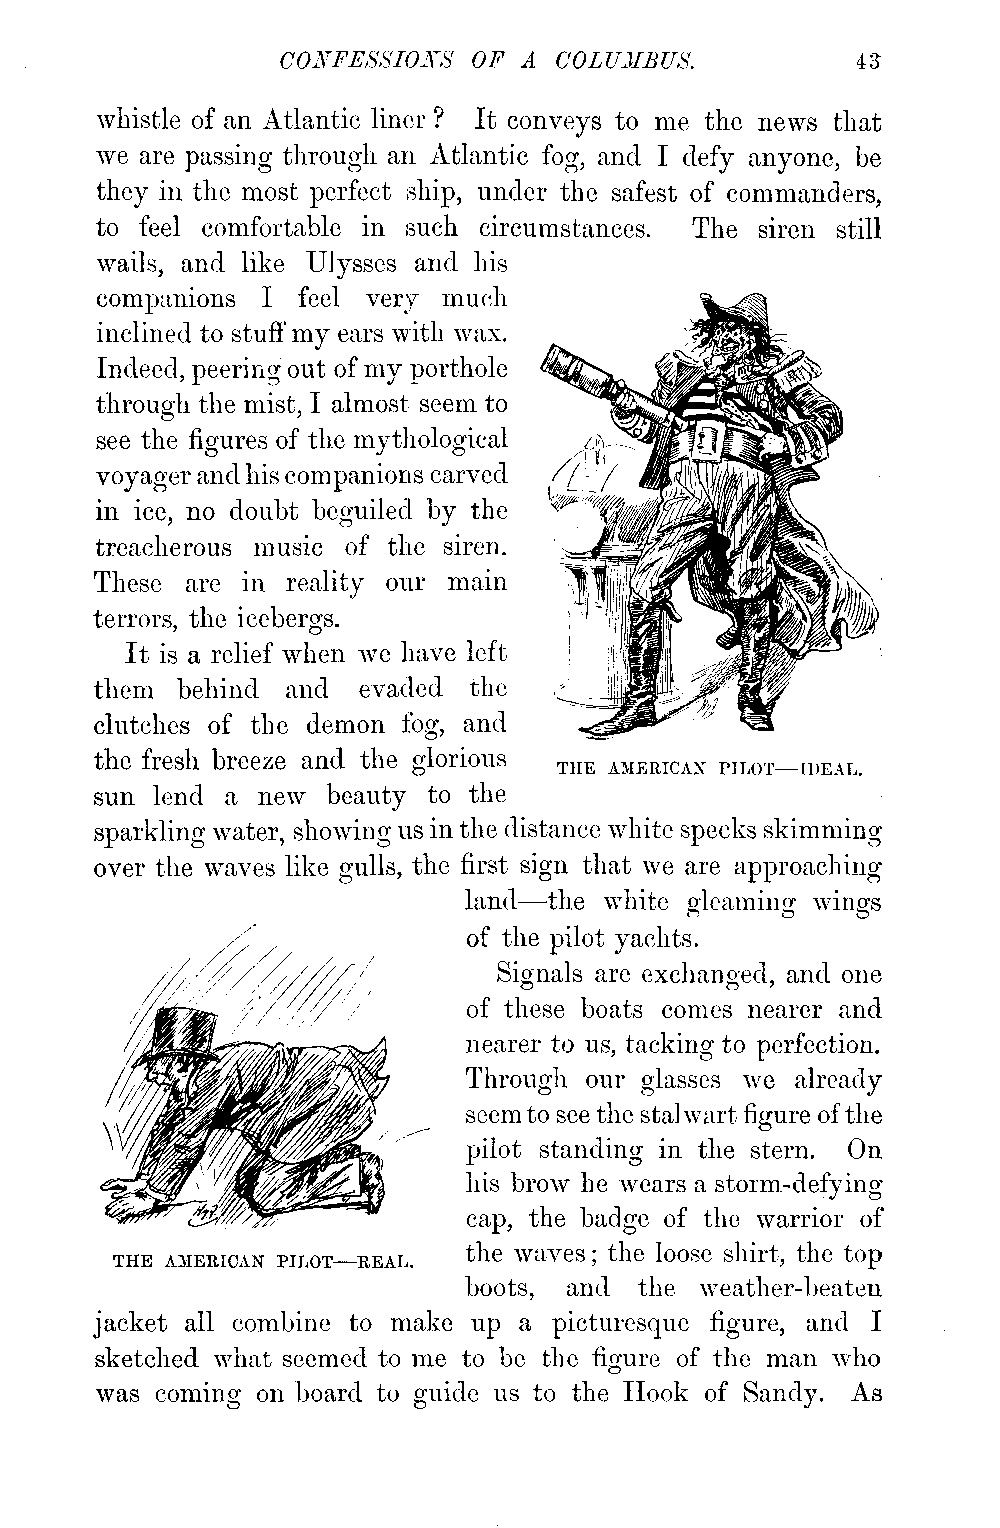 CONFESSIONS OF A COLUMBUS. 43
whistle of an Atlantic liner? It conveys to me the news that
we are passing through an Atlantic fog, and I defy anyone, be
they in the most perfect ship, under the safest of commanders,
to feel comfortable in such circumstances. The siren still
wails, and like Ulysses and his
companions I feel very much
inclined to stuff my ears with wax.
Indeed, peering out of my porthole
through the mist, I almost seem to
see the figures of the mythological
voyager and his companions carved
in ice, no doubt beguiled by the
treacherous music of the siren.
These are in reality our main
terrors, the icebergs.
It is a relief when we have left
them behind and evaded the
clutches of the demon fog, and
the fresh breeze and the glorious
sun lend a new beauty to the
THE AMERICAN PILOT—IDEAL.
sparkling water, showing us in the distance white specks skimming
over the waves like gulls, the first sign that we are approaching
land—the white gleaming wings
of the pilot yachts.
Signals are exchanged, and one
of these boats comes nearer and
nearer to us, tacking to perfection.
Through our glasses we already
seem to see the stalwart figure of the
pilot standing in the stern. On
his brow he wears a storm-defying
cap, the badge of the warrior of
the waves; the loose shirt, the top
boots, and the weather-beaten
THE AMERICAN PILOT—REAL.
jacket all combine to make up a picturesque figure, and I
sketched what seemed to me to be the figure of the man who
was coming on board to guide us to the Hook of Sandy. As